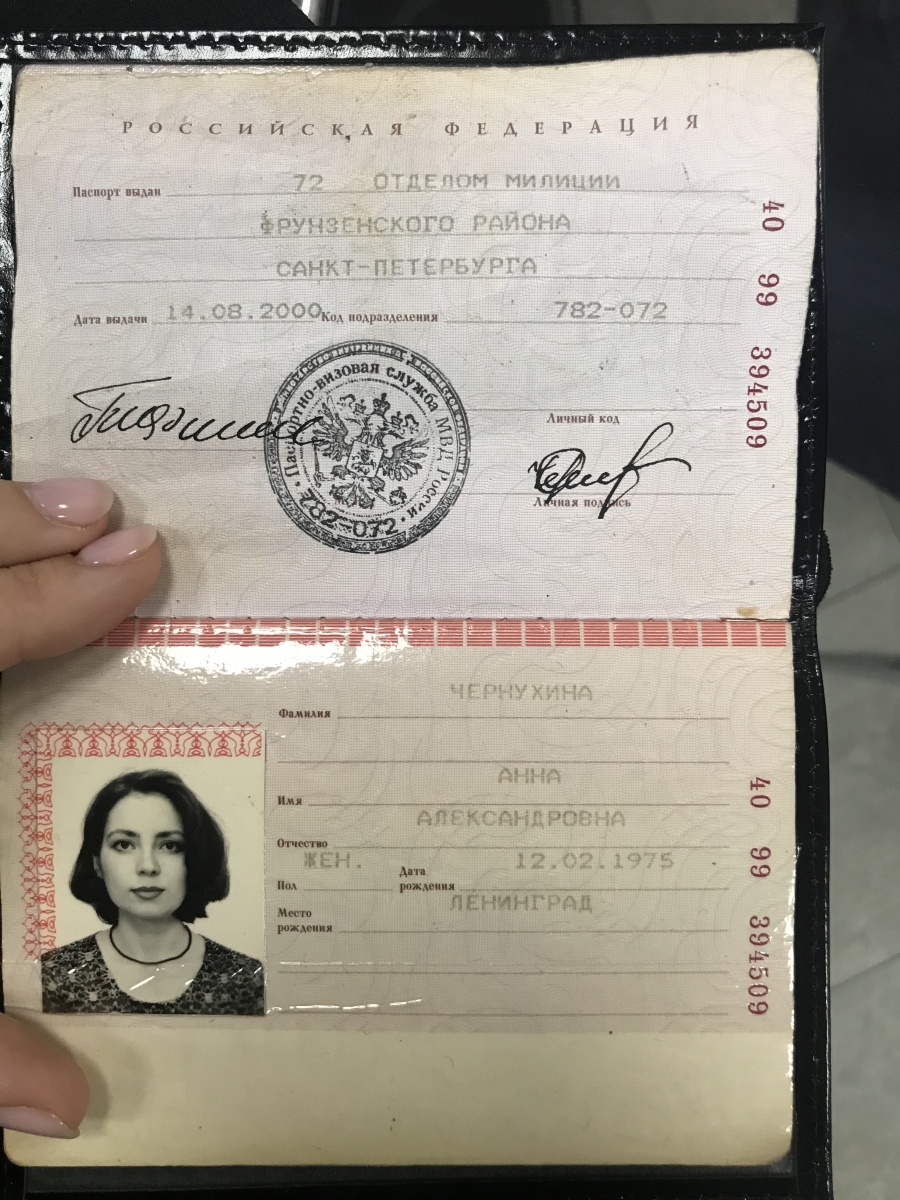 РОССИЙСКАЯ ФЕДЕРАЦИЯ
Паспорт выдан 72 ОТДЕЛОМ МИЛИЦИИ
ФРУНЗЕНСКОГО РАЙОНА
САНКТ-ПЕТЕРБУРГА
Дата выдачи 14.08.2000 Код подразделения 782-072
40 99 394509
Паспортно-визовая служба МВД России
782-072
Личный код
Личная подпись
ЧЕРНУХИНА
Фамилия
АННА
Имя
АЛЕКСАНДРОВНА
Отчество
ЖЕН. Дата рождения 12.02.1975
Пол
ЛЕНИНГРАД
Место
рождения
40 99 394509